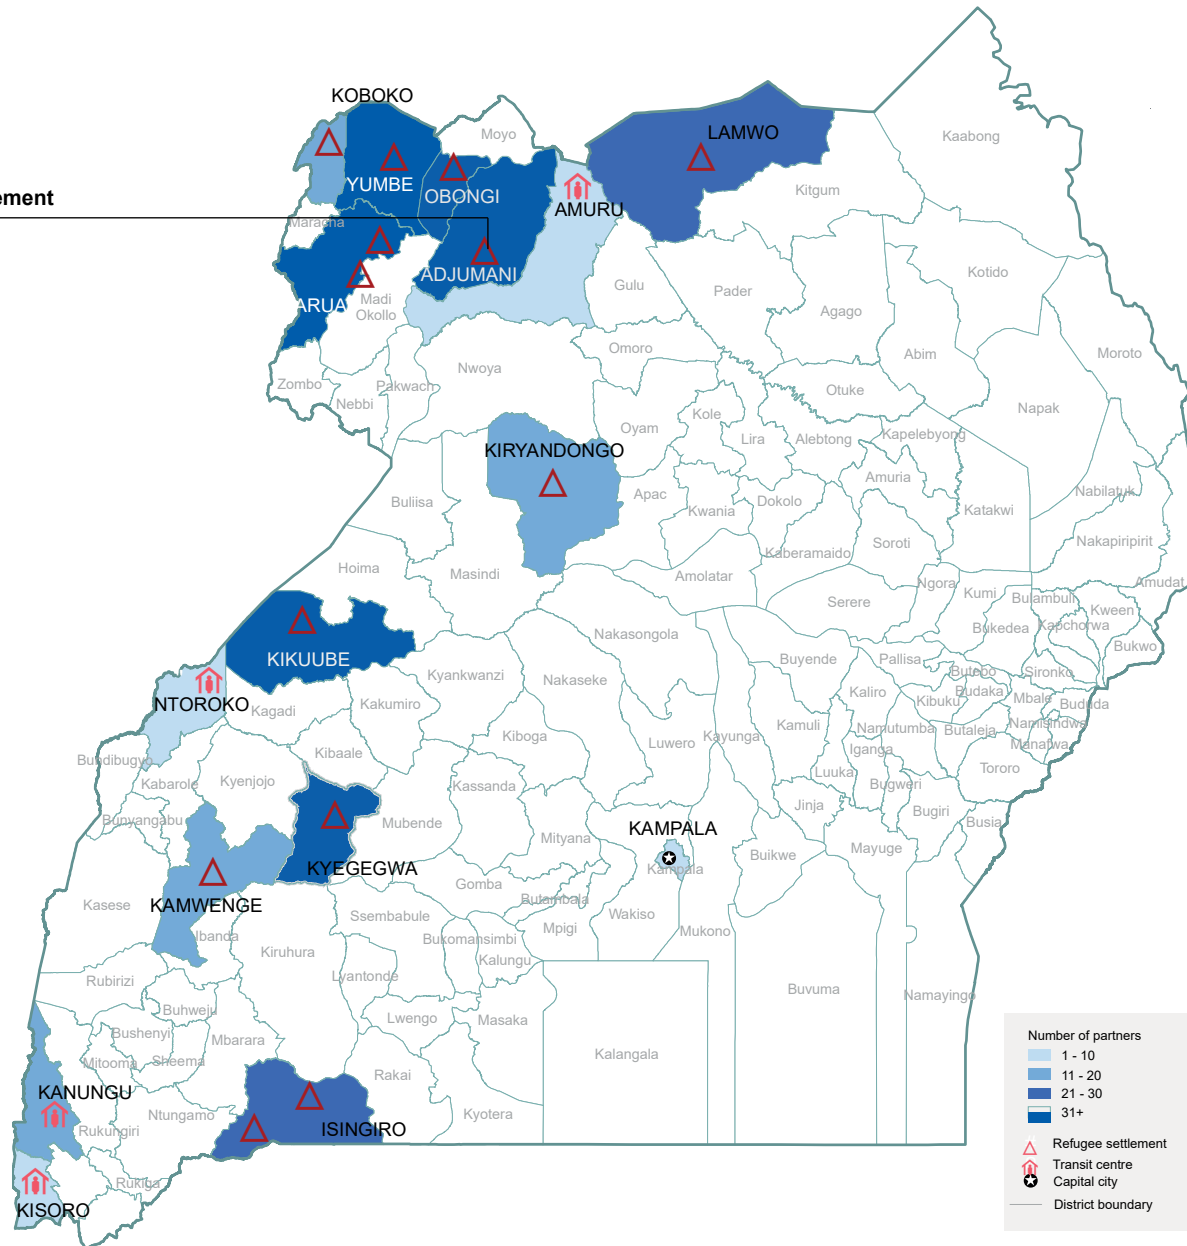 KOBOKO
Moyo
LAMWO
Kaabong
YUMBE
OBONGI
Kitgum
ement
AMURU
Maracha
ADJUMANI
Kotido
Gulu
Pader
ARUA
Madi
Okollo
Agago
Omoro
Abim
Moroto
Nwoya
Zombo
Pakwach
Otuke
Nebbi
Napak
Kole
Oyam
Lira
Alebtong
Kapelebyong
KIRYANDONGO
Amuria
Buliisa
Apac
Kwania
Dokolo
Nabilatuk
Katakwi
Soroti
Nakapiripirit
Kaberamaido
Hoima
Masindi
Amolatar
Ngora
Amudat
Kumi
Bulambuli
Serere
Kween
Kapchorwa
Bukedea
Nakasongola
Bukwo
KIKUUBE
Buyende
Pallisa
Butebo
Sironko
Kyankwanzi
Nakaseke
Kaliro
Budaka
NTOROKO
Kagadi
Kakumiro
Kibuku
Mbale
Bududa
Kamuli
Namutumba
Butaleja
Namisindwa
Kiboga
Luwero
Kayunga
Iganga
Manafwa
Kibaale
Bundibugyo
Kabarole
Kyenjojo
Luuka
Tororo
Kassanda
Bugweri
Jinja
Bugiri
Bunyangabu
Mubende
Busia
KAMPALA
Mityana
Mayuge
Buikwe
KYEGEGWA
Kampala
Gomba
KAMWENGE
Kasese
Butambala
Ssembabule
Wakiso
Mpigi
Mukono
Ibanda
Kiruhura
Bukomansimbi
Kalungu
Lyantonde
Rubirizi
Buvuma
Namayingo
Buhweju
Lwengo
Masaka
Bushenyi
Mbarara
Kalangala
Mitooma
Sheema
Rakai
KANUNGU
Ntungamo
Kyotera
Rukungiri
ISINGIRO
Rukiga
KISORO
Number of partners
1 - 10
11 - 20
21 - 30
31+
Refugee settlement
Transit centre
Capital city
District boundary